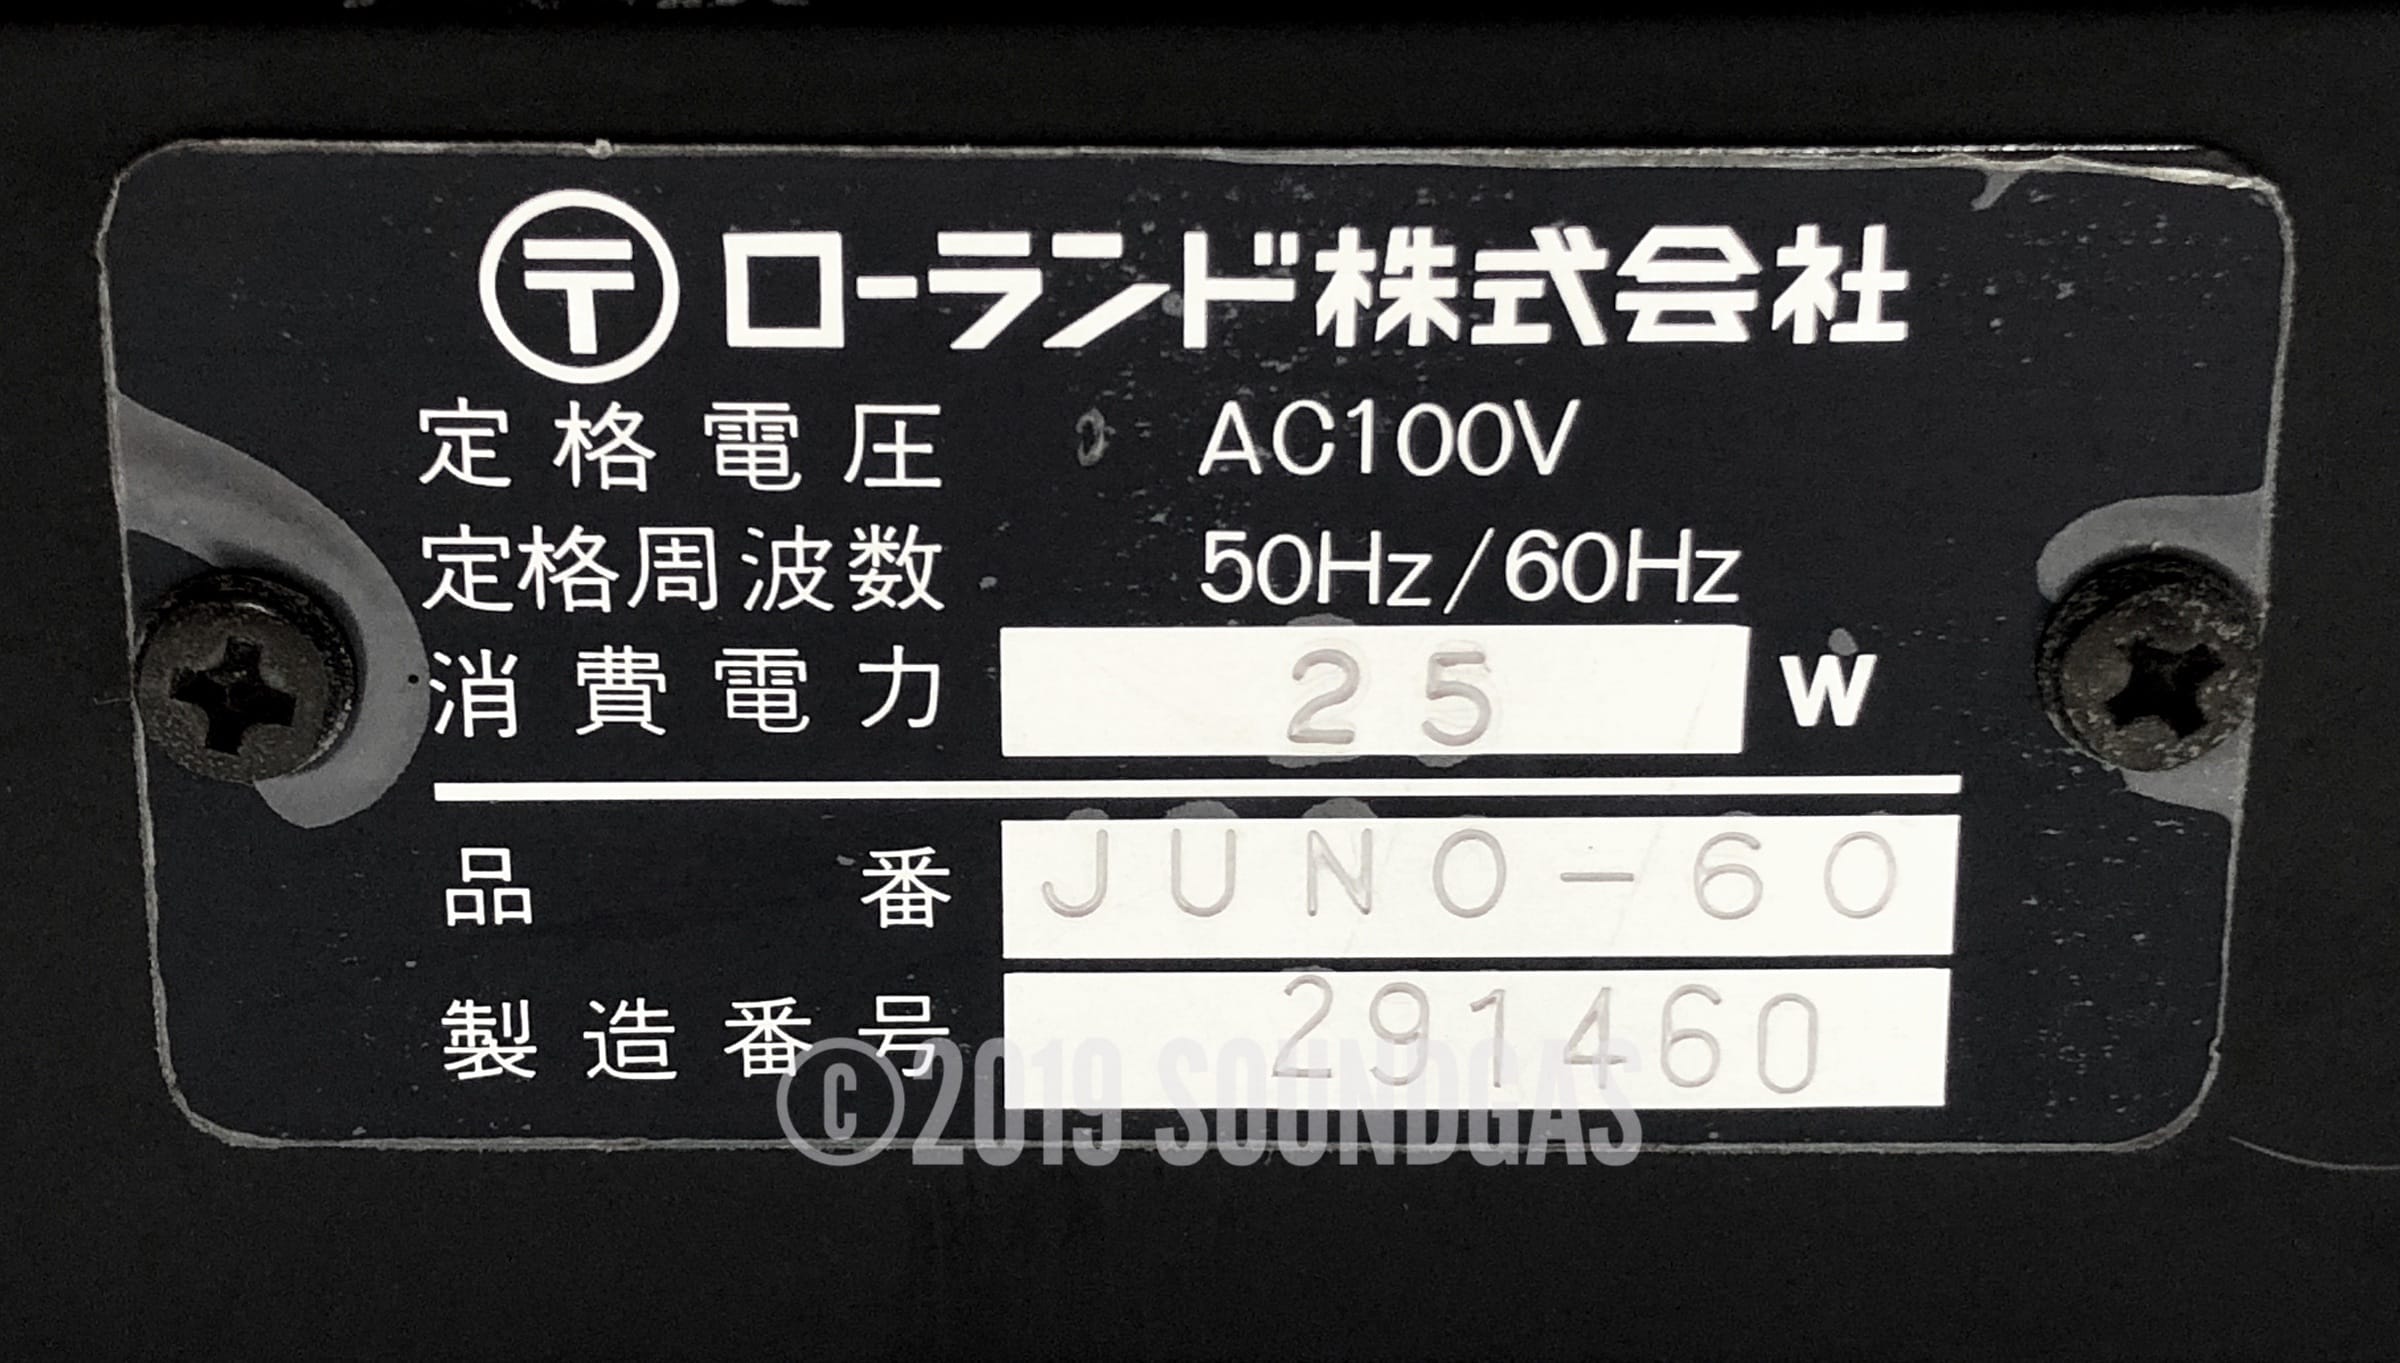 〒 ローランド株式会社
定格電圧 AC100V
定格周波数 50Hz/60Hz
消費電力 25 W
品番 JUNO-60
製造番号 291460
©2019 SOUNDGAS